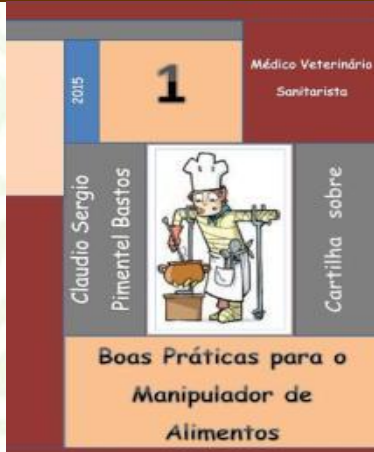 2015
1
Médico Veterinário
Sanitarista
Claudio Sergio
Pimentel Bastos
Cartilha sobre
Boas Práticas para o
Manipulador de
Alimentos